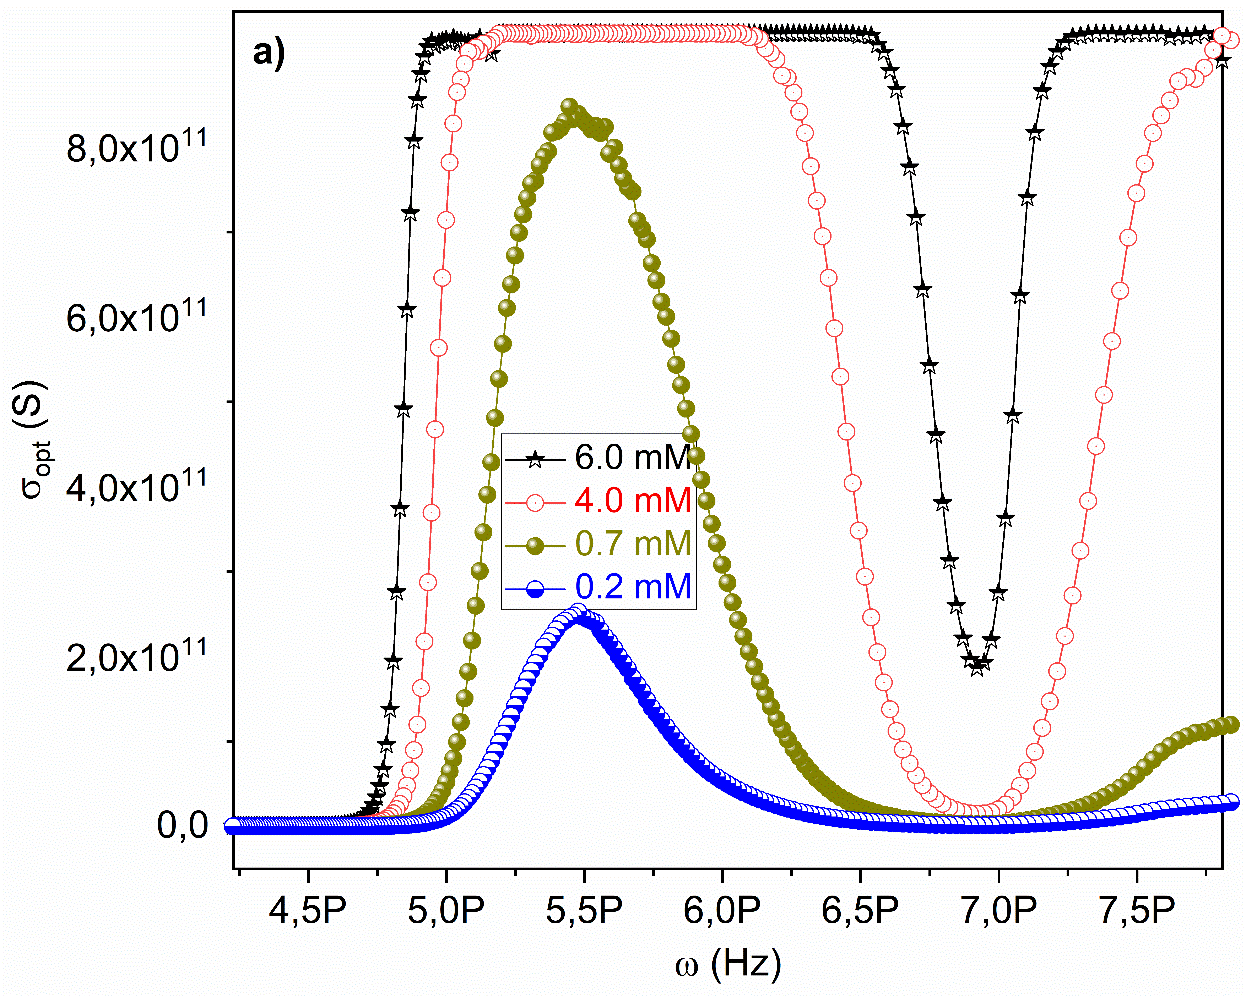 a)
8,0x10¹¹
6,0x10¹¹
4,0x10¹¹
2,0x10¹¹
0,0
σopt (S)
6.0 mM
4.0 mM
0.7 mM
0.2 mM
4,5P 5,0P 5,5P 6,0P 6,5P 7,0P 7,5P
ω (Hz)